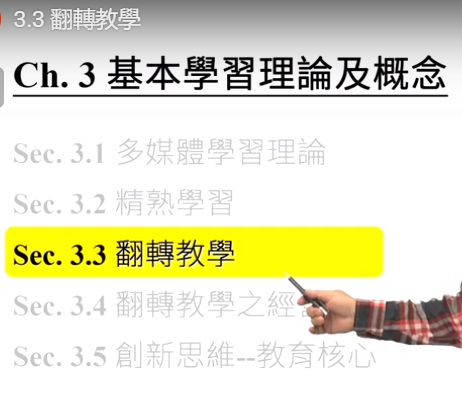 3.3 翻轉教學
Ch. 3 基本學習理論及概念
Sec. 3.1 多媒體學習理論
Sec. 3.2 精熟學習
Sec. 3.3 翻轉教學
Sec. 3.4 翻轉教學之經
Sec. 3.5 創新思維--教育核心